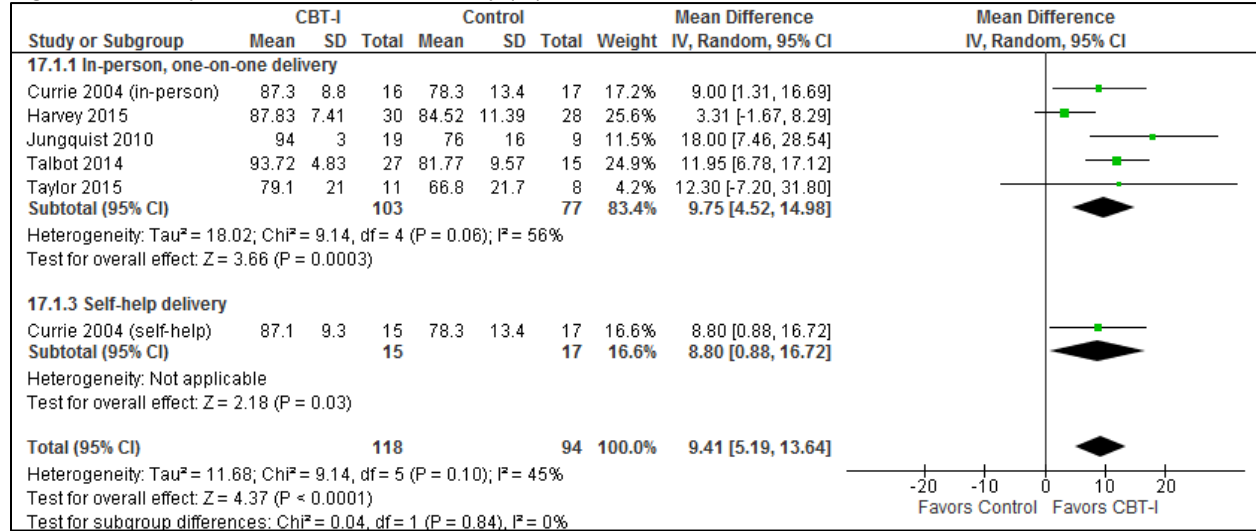 CBT-I Control Mean Difference Mean Difference
Study or Subgroup Mean SD Total Mean SD Total Weight IV, Random, 95% CI IV, Random, 95% CI
17.1.1 In-person, one-on-one delivery
Currie 2004 (in-person) 87.3 8.8 16 78.3 13.4 17 17.2% 9.00 [1.31, 16.69]
Harvey 2015 87.83 7.41 30 84.52 11.39 28 25.6% 3.31 [-1.67, 8.29]
Jungquist 2010 94 3 19 76 16 9 11.5% 18.00 [7.46, 28.54]
Talbot 2014 93.72 4.83 27 81.77 9.57 15 24.9% 11.95 [6.78, 17.12]
Taylor 2015 79.1 21 11 66.8 21.7 8 4.2% 12.30 [-7.20, 31.80]
Subtotal (95% CI) 103 77 83.4% 9.75 [4.52, 14.98]
Heterogeneity: Tau² = 18.02; Chi² = 9.14, df = 4 (P = 0.06); I² = 56%
Test for overall effect: Z = 3.66 (P = 0.0003)
17.1.3 Self-help delivery
Currie 2004 (self-help) 87.1 9.3 15 78.3 13.4 17 16.6% 8.80 [0.88, 16.72]
Subtotal (95% CI) 15 17 16.6% 8.80 [0.88, 16.72]
Heterogeneity: Not applicable
Test for overall effect: Z = 2.18 (P = 0.03)
Total (95% CI) 118 94 100.0% 9.41 [5.19, 13.64]
Heterogeneity: Tau² = 11.68; Chi² = 9.14, df = 5 (P = 0.10); I² = 45%
Test for overall effect: Z = 4.37 (P < 0.0001)
Test for subgroup differences: Chi² = 0.04, df = 1 (P = 0.84), I² = 0%
-20 -10 0 10 20
Favors Control Favors CBT-I